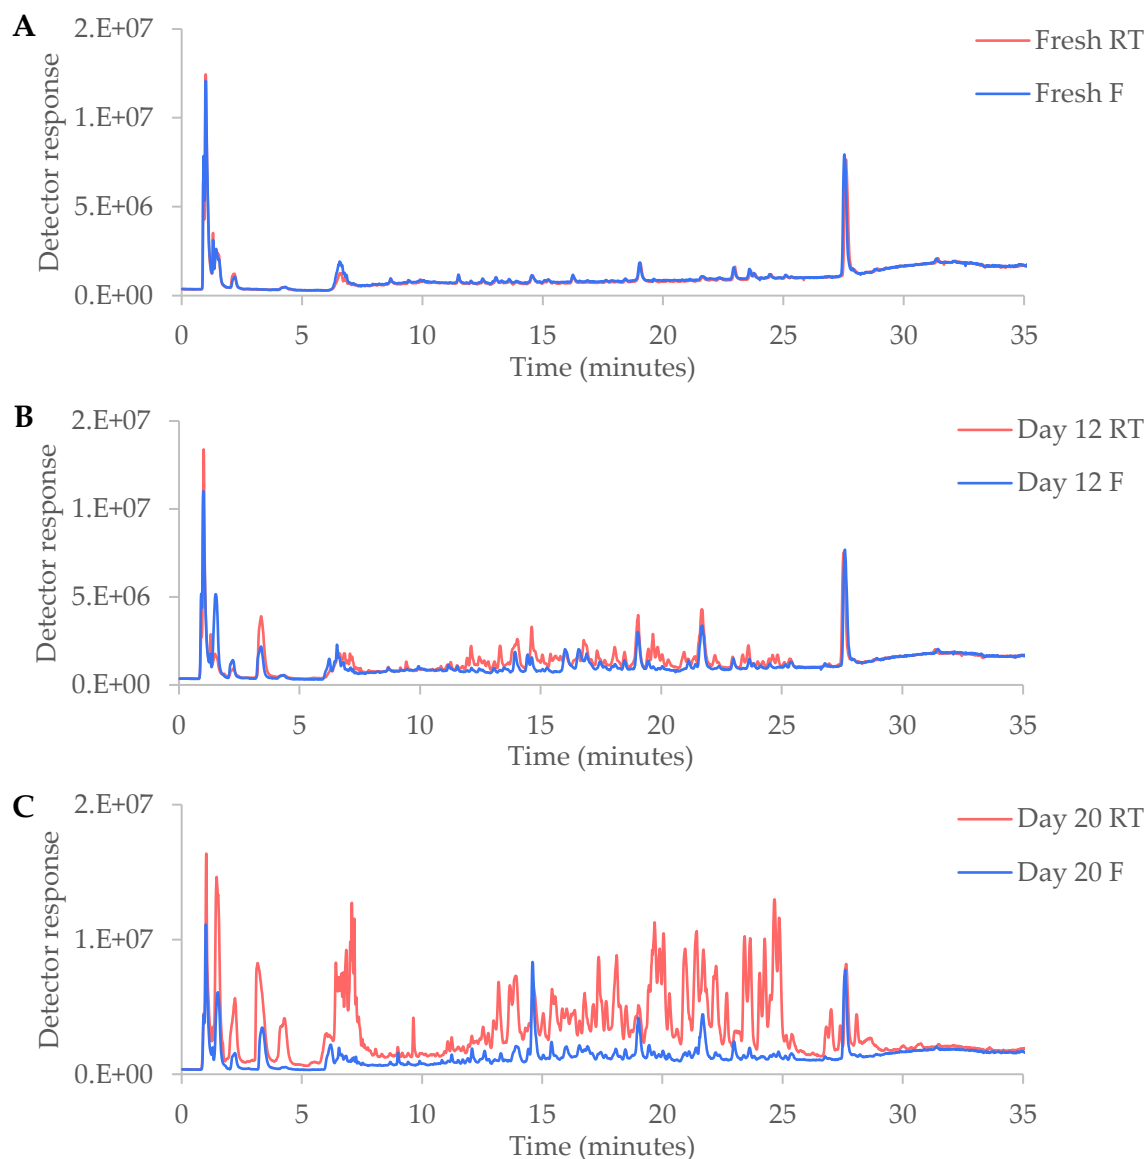 A
Detector response
2.E+07
1.E+07
5.E+06
0.E+00
0 5 10 15 20 25 30 35
Time (minutes)
Fresh RT
Fresh F
B
Detector response
2.E+07
1.E+07
5.E+06
0.E+00
0 5 10 15 20 25 30 35
Time (minutes)
Day 12 RT
Day 12 F
C
Detector response
2.E+07
1.E+07
0.E+00
0 5 10 15 20 25 30 35
Time (minutes)
Day 20 RT
Day 20 F